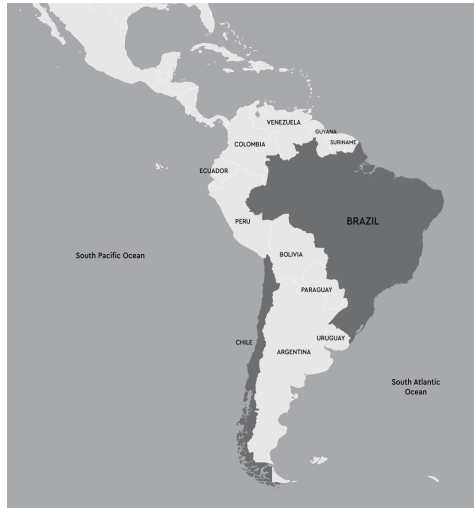 VENEZUELA
GUYANA
SURINAME
COLOMBIA
ECUADOR
BRAZIL
PERU
BOLIVIA
South Pacific Ocean
PARAGUAY
URUGUAY
CHILE
ARGENTINA
South Atlantic
Ocean